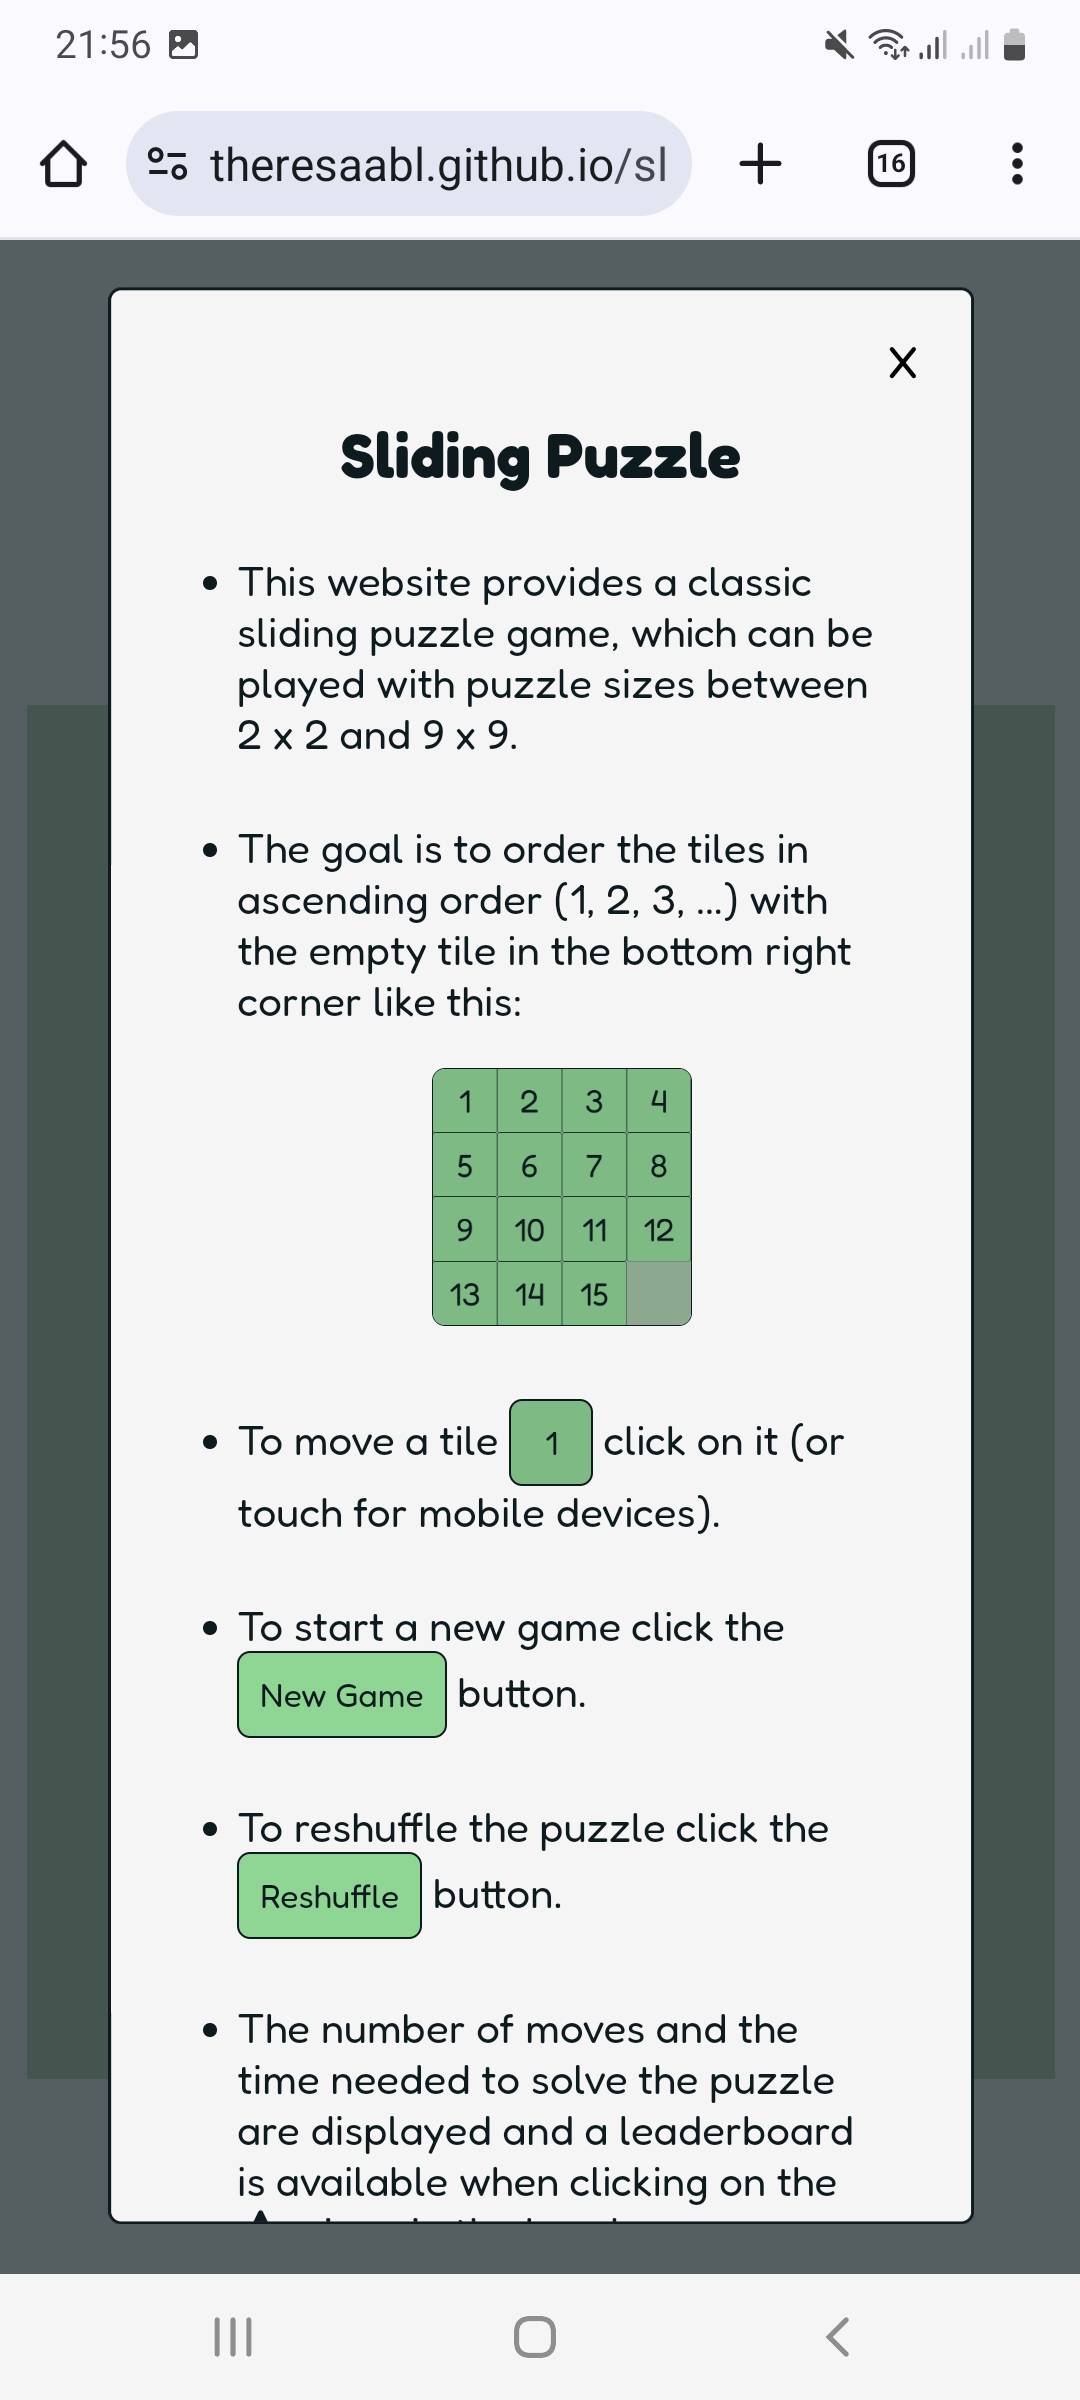 21:56
theresaabl.github.io/sl
16
X
Sliding Puzzle
• This website provides a classic
sliding puzzle game, which can be
played with puzzle sizes between
2 x 2 and 9 x 9.
• The goal is to order the tiles in
ascending order (1, 2, 3, ...) with
the empty tile in the bottom right
corner like this:
1 2 3 4
5 6 7 8
9 10 11 12
13 14 15
• To move a tile 1 click on it (or
touch for mobile devices).
• To start a new game click the
New Game button.
• To reshuffle the puzzle click the
Reshuffle button.
• The number of moves and the
time needed to solve the puzzle
are displayed and a leaderboard
is available when clicking on the